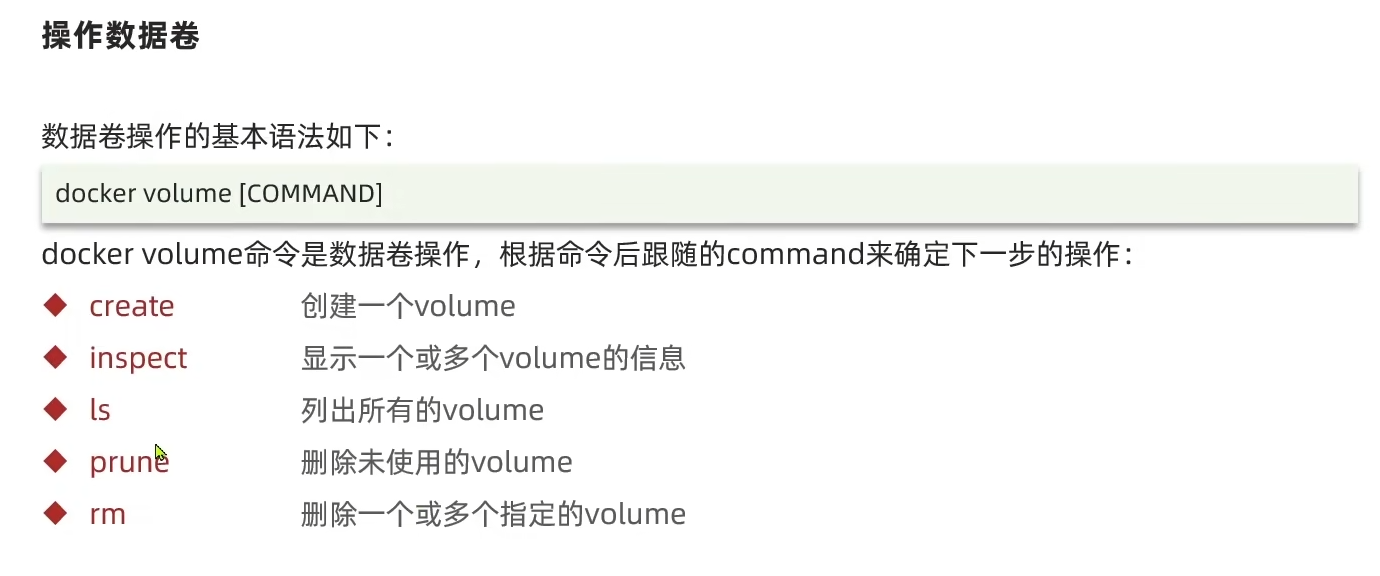 操作数据卷
数据卷操作的基本语法如下：
docker volume [COMMAND]
docker volume命令是数据卷操作，根据命令后跟随的command来确定下一步的操作：
create 创建一个volume
inspect 显示一个或多个volume的信息
ls 列出所有的volume
prune 删除未使用的volume
rm 删除一个或多个指定的volume